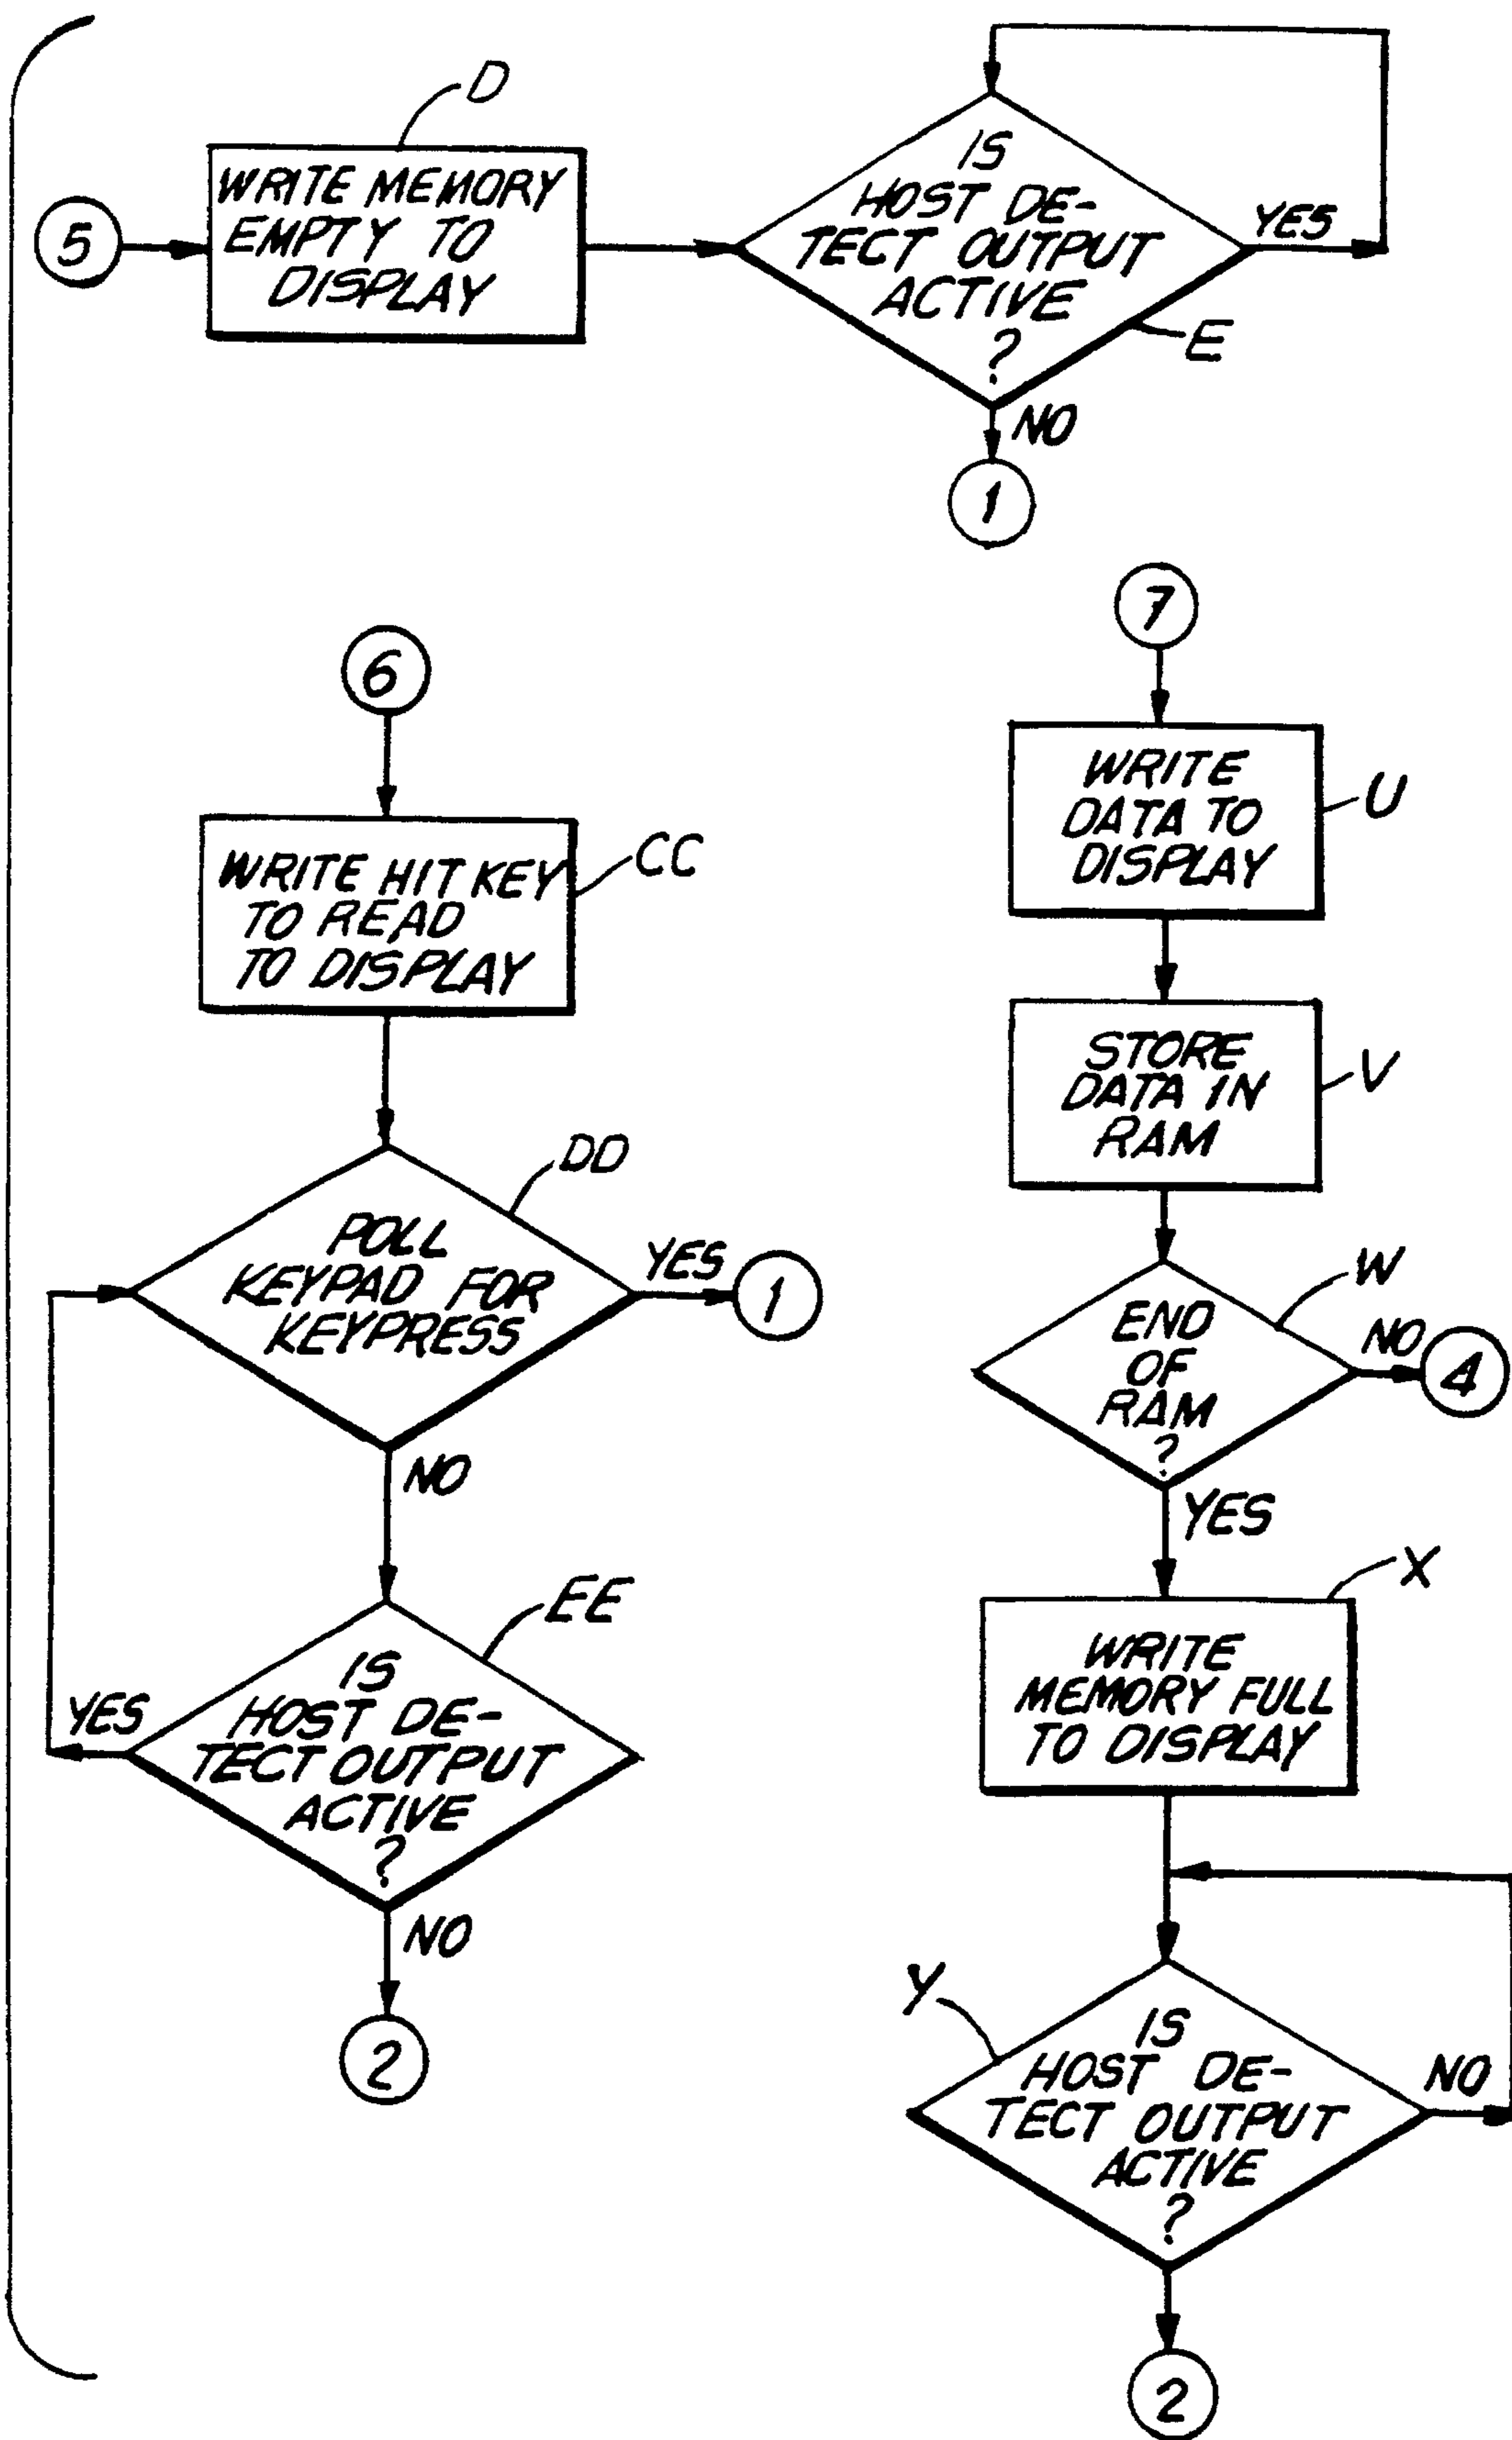 D
5
WRITE MEMORY
EMPTY TO
DISPLAY
IS
HOST DE-
TECT OUTPUT
ACTIVE
?
YES
E
NO
1
6
WRITE HIT KEY
TO READ
TO DISPLAY
CC
POLL
KEYPAD FOR
KEYPRESS
DD
YES
1
NO
IS
HOST DE-
TECT OUTPUT
ACTIVE
?
EE
YES
NO
2
7
WRITE
DATA TO
DISPLAY
U
STORE
DATA IN
RAM
V
END
OF
RAM
?
W
NO
4
YES
WRITE
MEMORY FULL
TO DISPLAY
X
Y
IS
HOST DE-
TECT OUTPUT
ACTIVE
?
NO
2